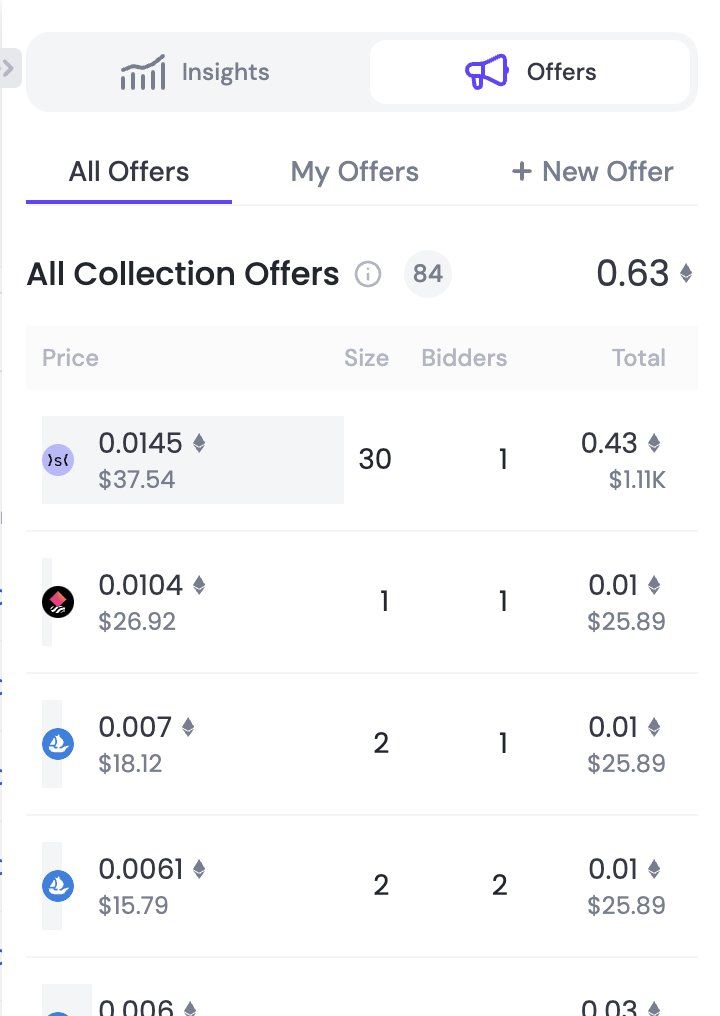 Insights Offers
All Offers My Offers + New Offer
All Collection Offers 84 0.63
Price Size Bidders Total
}s{ 0.0145 30 1 0.43
$37.54 $1.11K
0.0104 1 1 0.01
$26.92 $25.89
0.007 2 1 0.01
$18.12 $25.89
0.0061 2 2 0.01
$15.79 $25.89
0.006 0.03